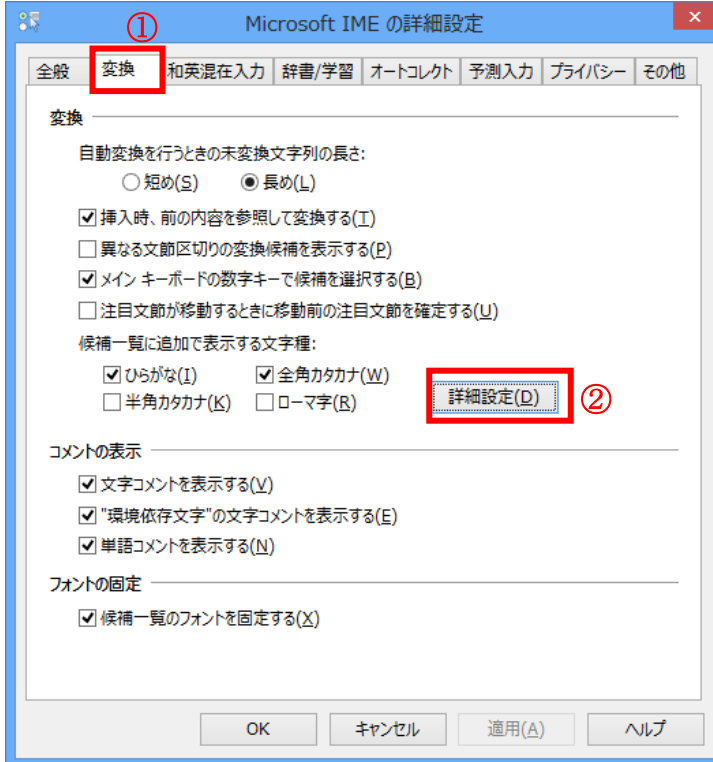 ①
Microsoft IME の詳細設定
全般 変換 和英混在入力 辞書/学習 オートコレクト 予測入力 プライバシー その他
変換
自動変換を行うときの未変換文字列の長さ:
短め(S) 長め(L)
挿入時、前の内容を参照して変換する(T)
異なる文節区切りの変換候補を表示する(P)
メイン キーボードの数字キーで候補を選択する(B)
注目文節が移動するときに移動前の注目文節を確定する(U)
候補一覧に追加で表示する文字種:
ひらがな(I) 全角カタカナ(W)
半角カタカナ(K) ローマ字(R) 詳細設定(D) ②
コメントの表示
文字コメントを表示する(V)
"環境依存文字"の文字コメントを表示する(E)
単語コメントを表示する(N)
フォントの固定
候補一覧のフォントを固定する(X)
OK キャンセル 適用(A) ヘルプ